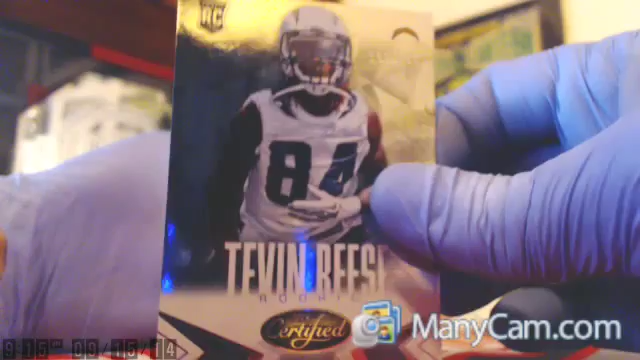 RC
84
TEVIN REESE
ROOKIE
Certified
ManyCam.com
9:15 09/15/14